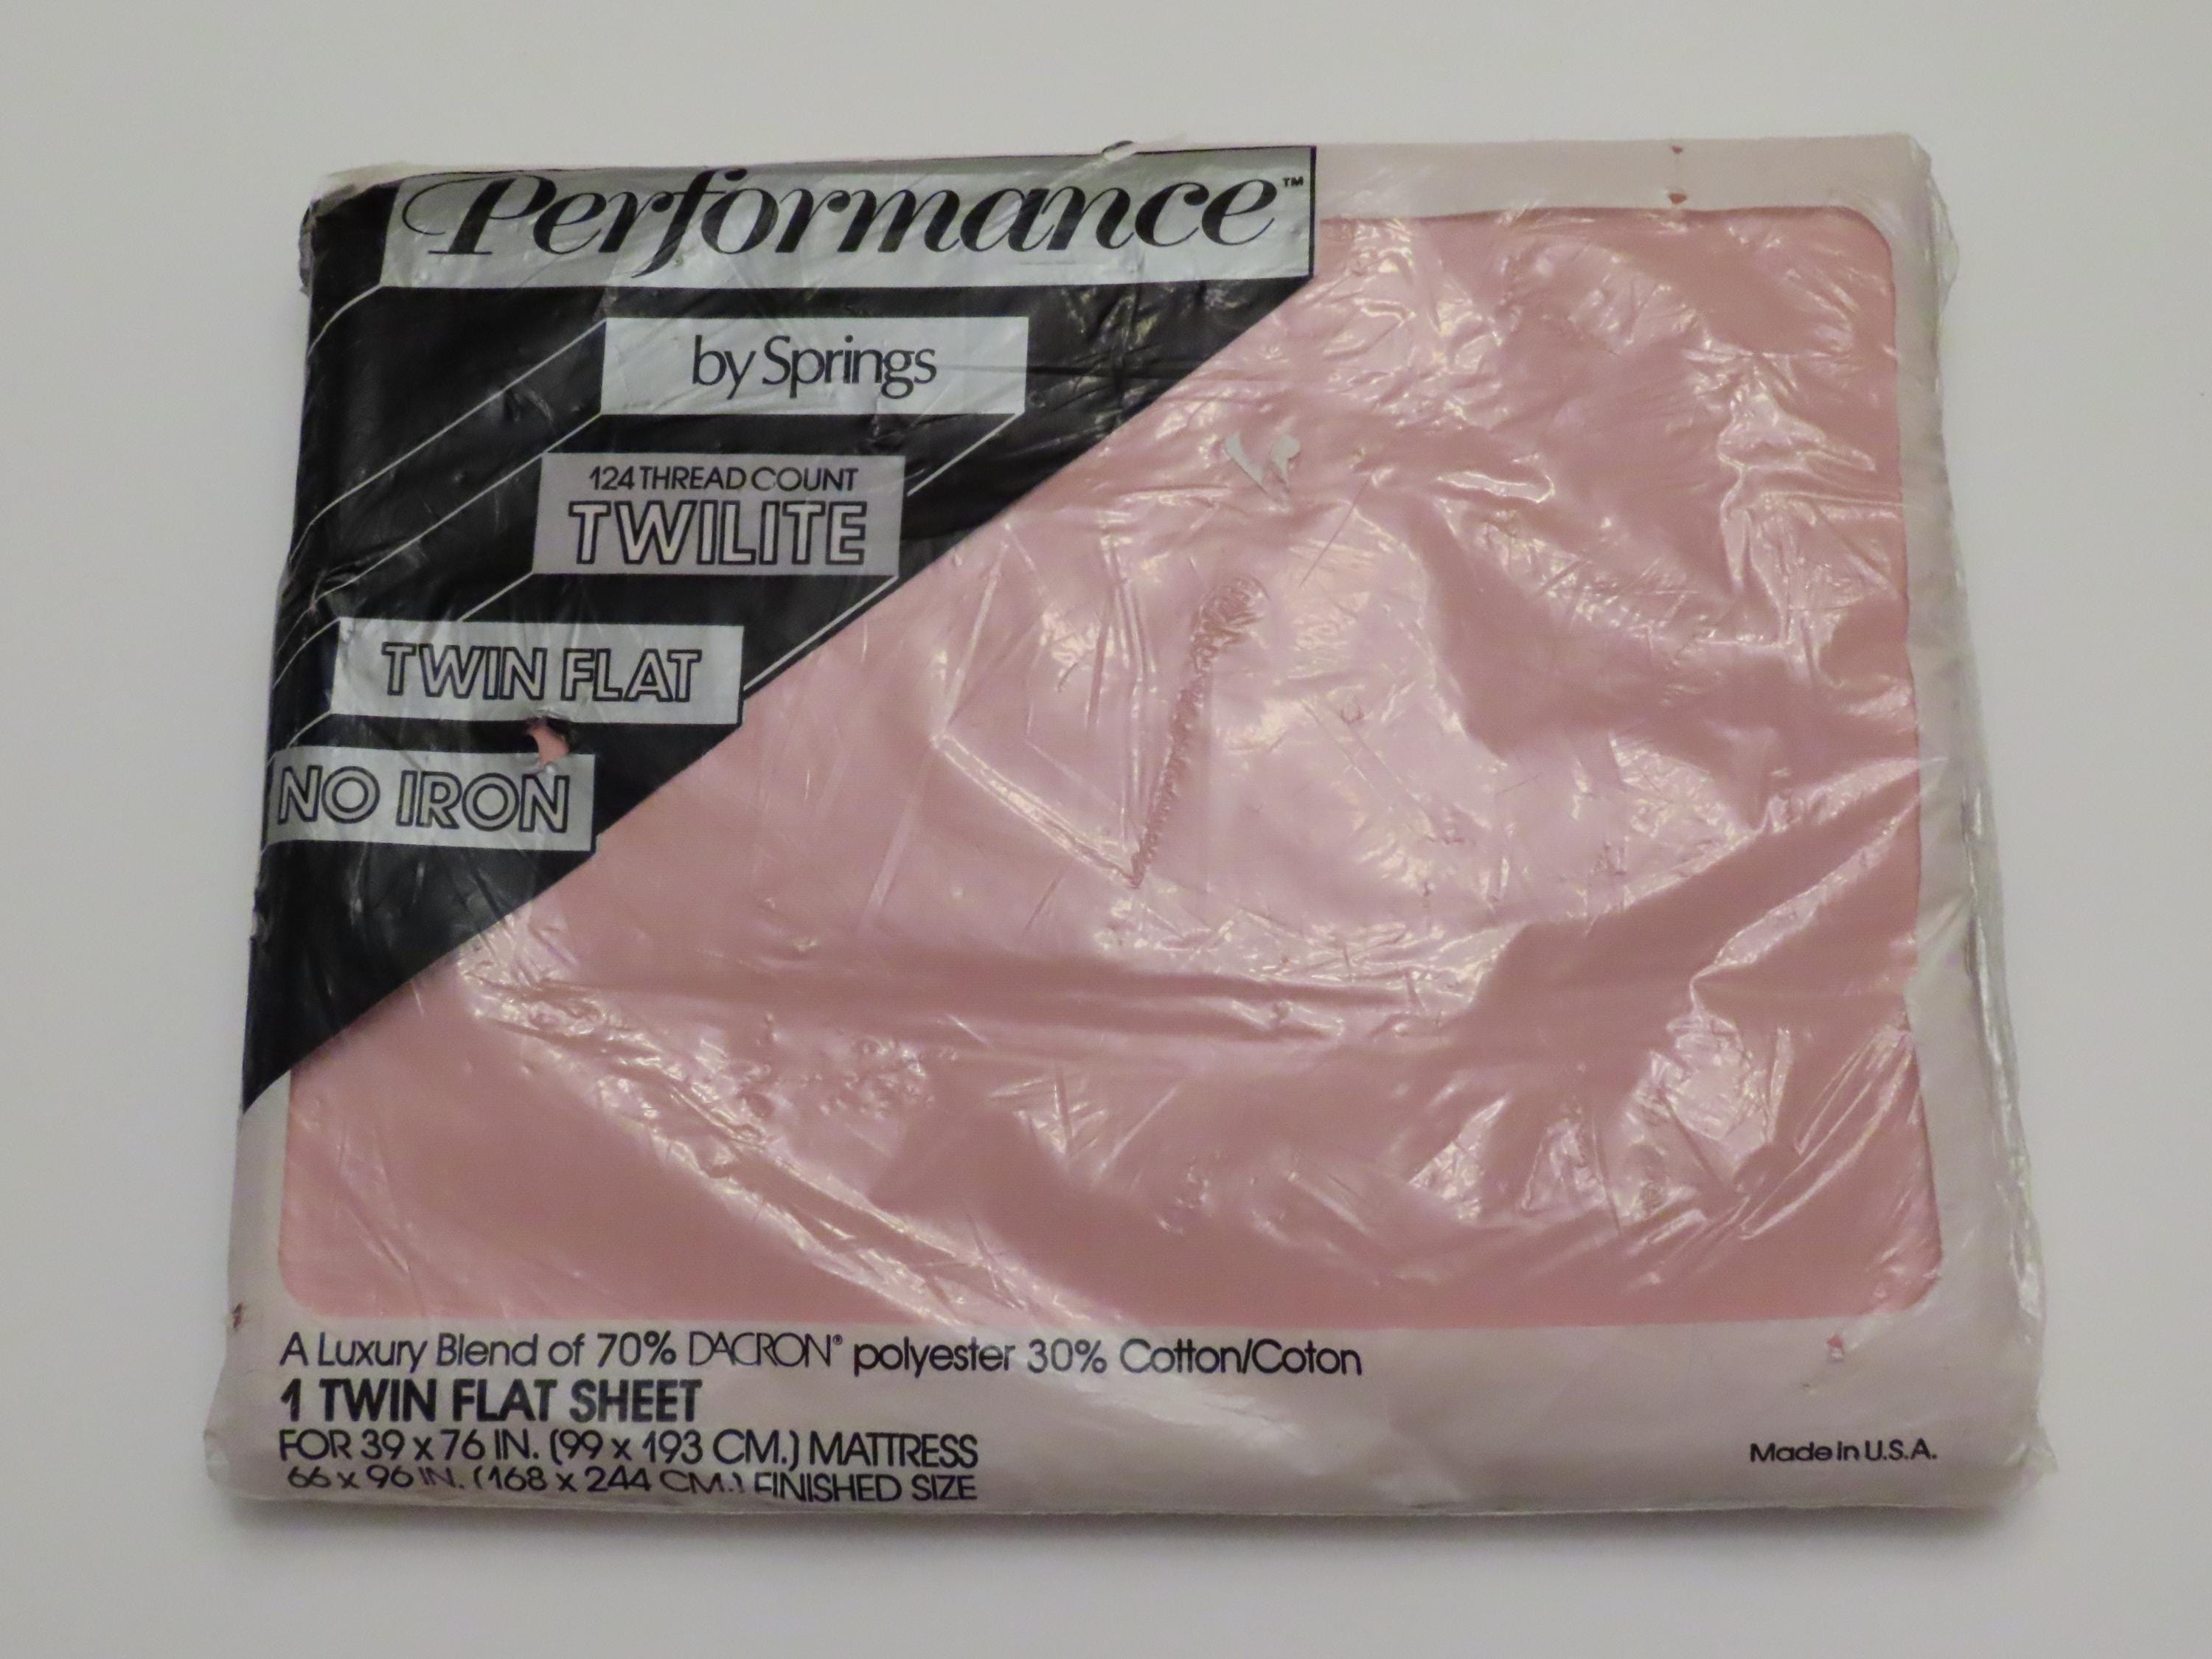 Performance™
by Springs
124 THREAD COUNT
TWILITE
TWIN FLAT
NO IRON
A Luxury Blend of 70% DACRON® polyester 30% Cotton/Coton
1 TWIN FLAT SHEET
FOR 39 x 76 IN. (99 x 193 CM.) MATTRESS
66 x 96 IN. (168 x 244 CM.) FINISHED SIZE
Made in U.S.A.